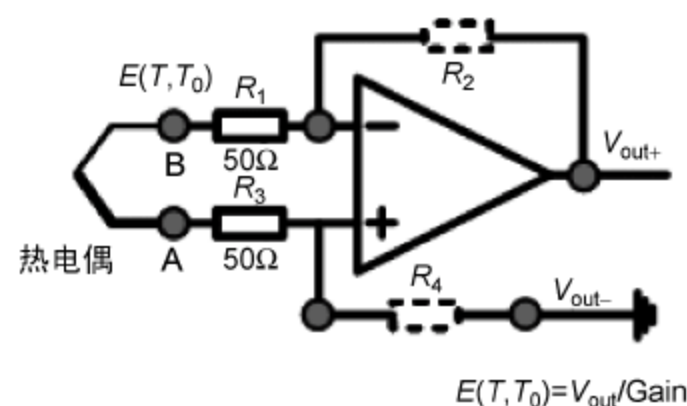 R₂
E(T,T₀)
R₁
50Ω
B
R₃
50Ω
A
热电偶
−
+
Vout+
R₄
Vout−
E(T,T₀)=Vout/Gain